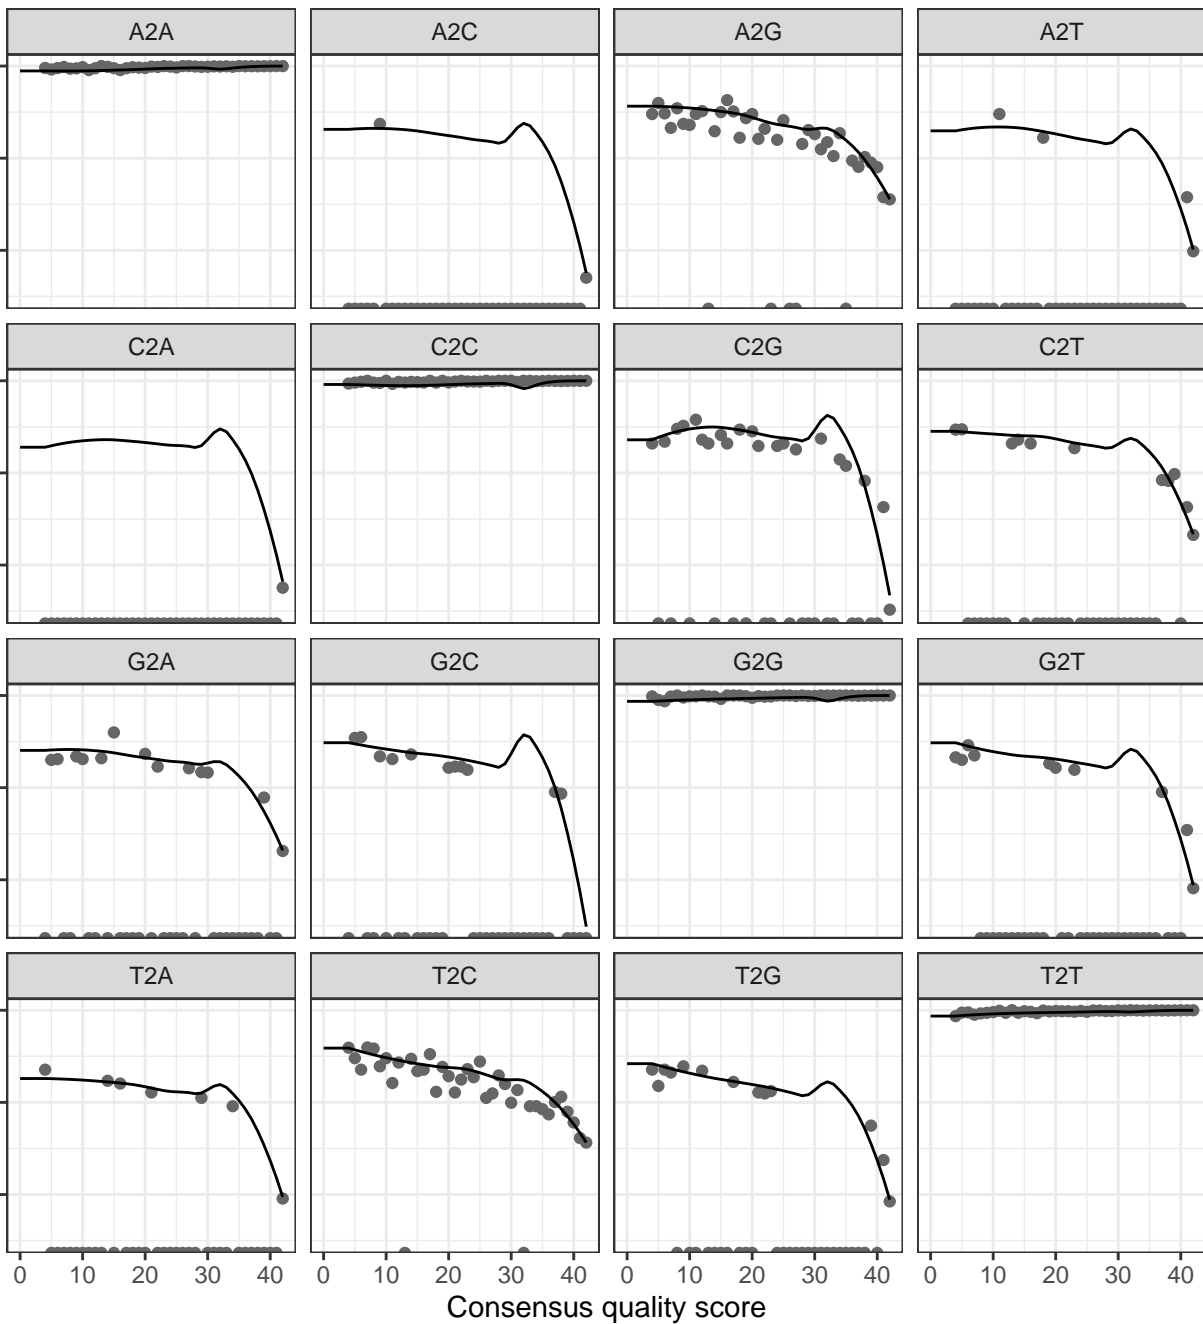 A2A A2C A2G A2T
C2A C2C C2G C2T
G2A G2C G2G G2T
T2A T2C T2G T2T
0 10 20 30 40 0 10 20 30 40 0 10 20 30 40 0 10 20 30 40
Consensus quality score